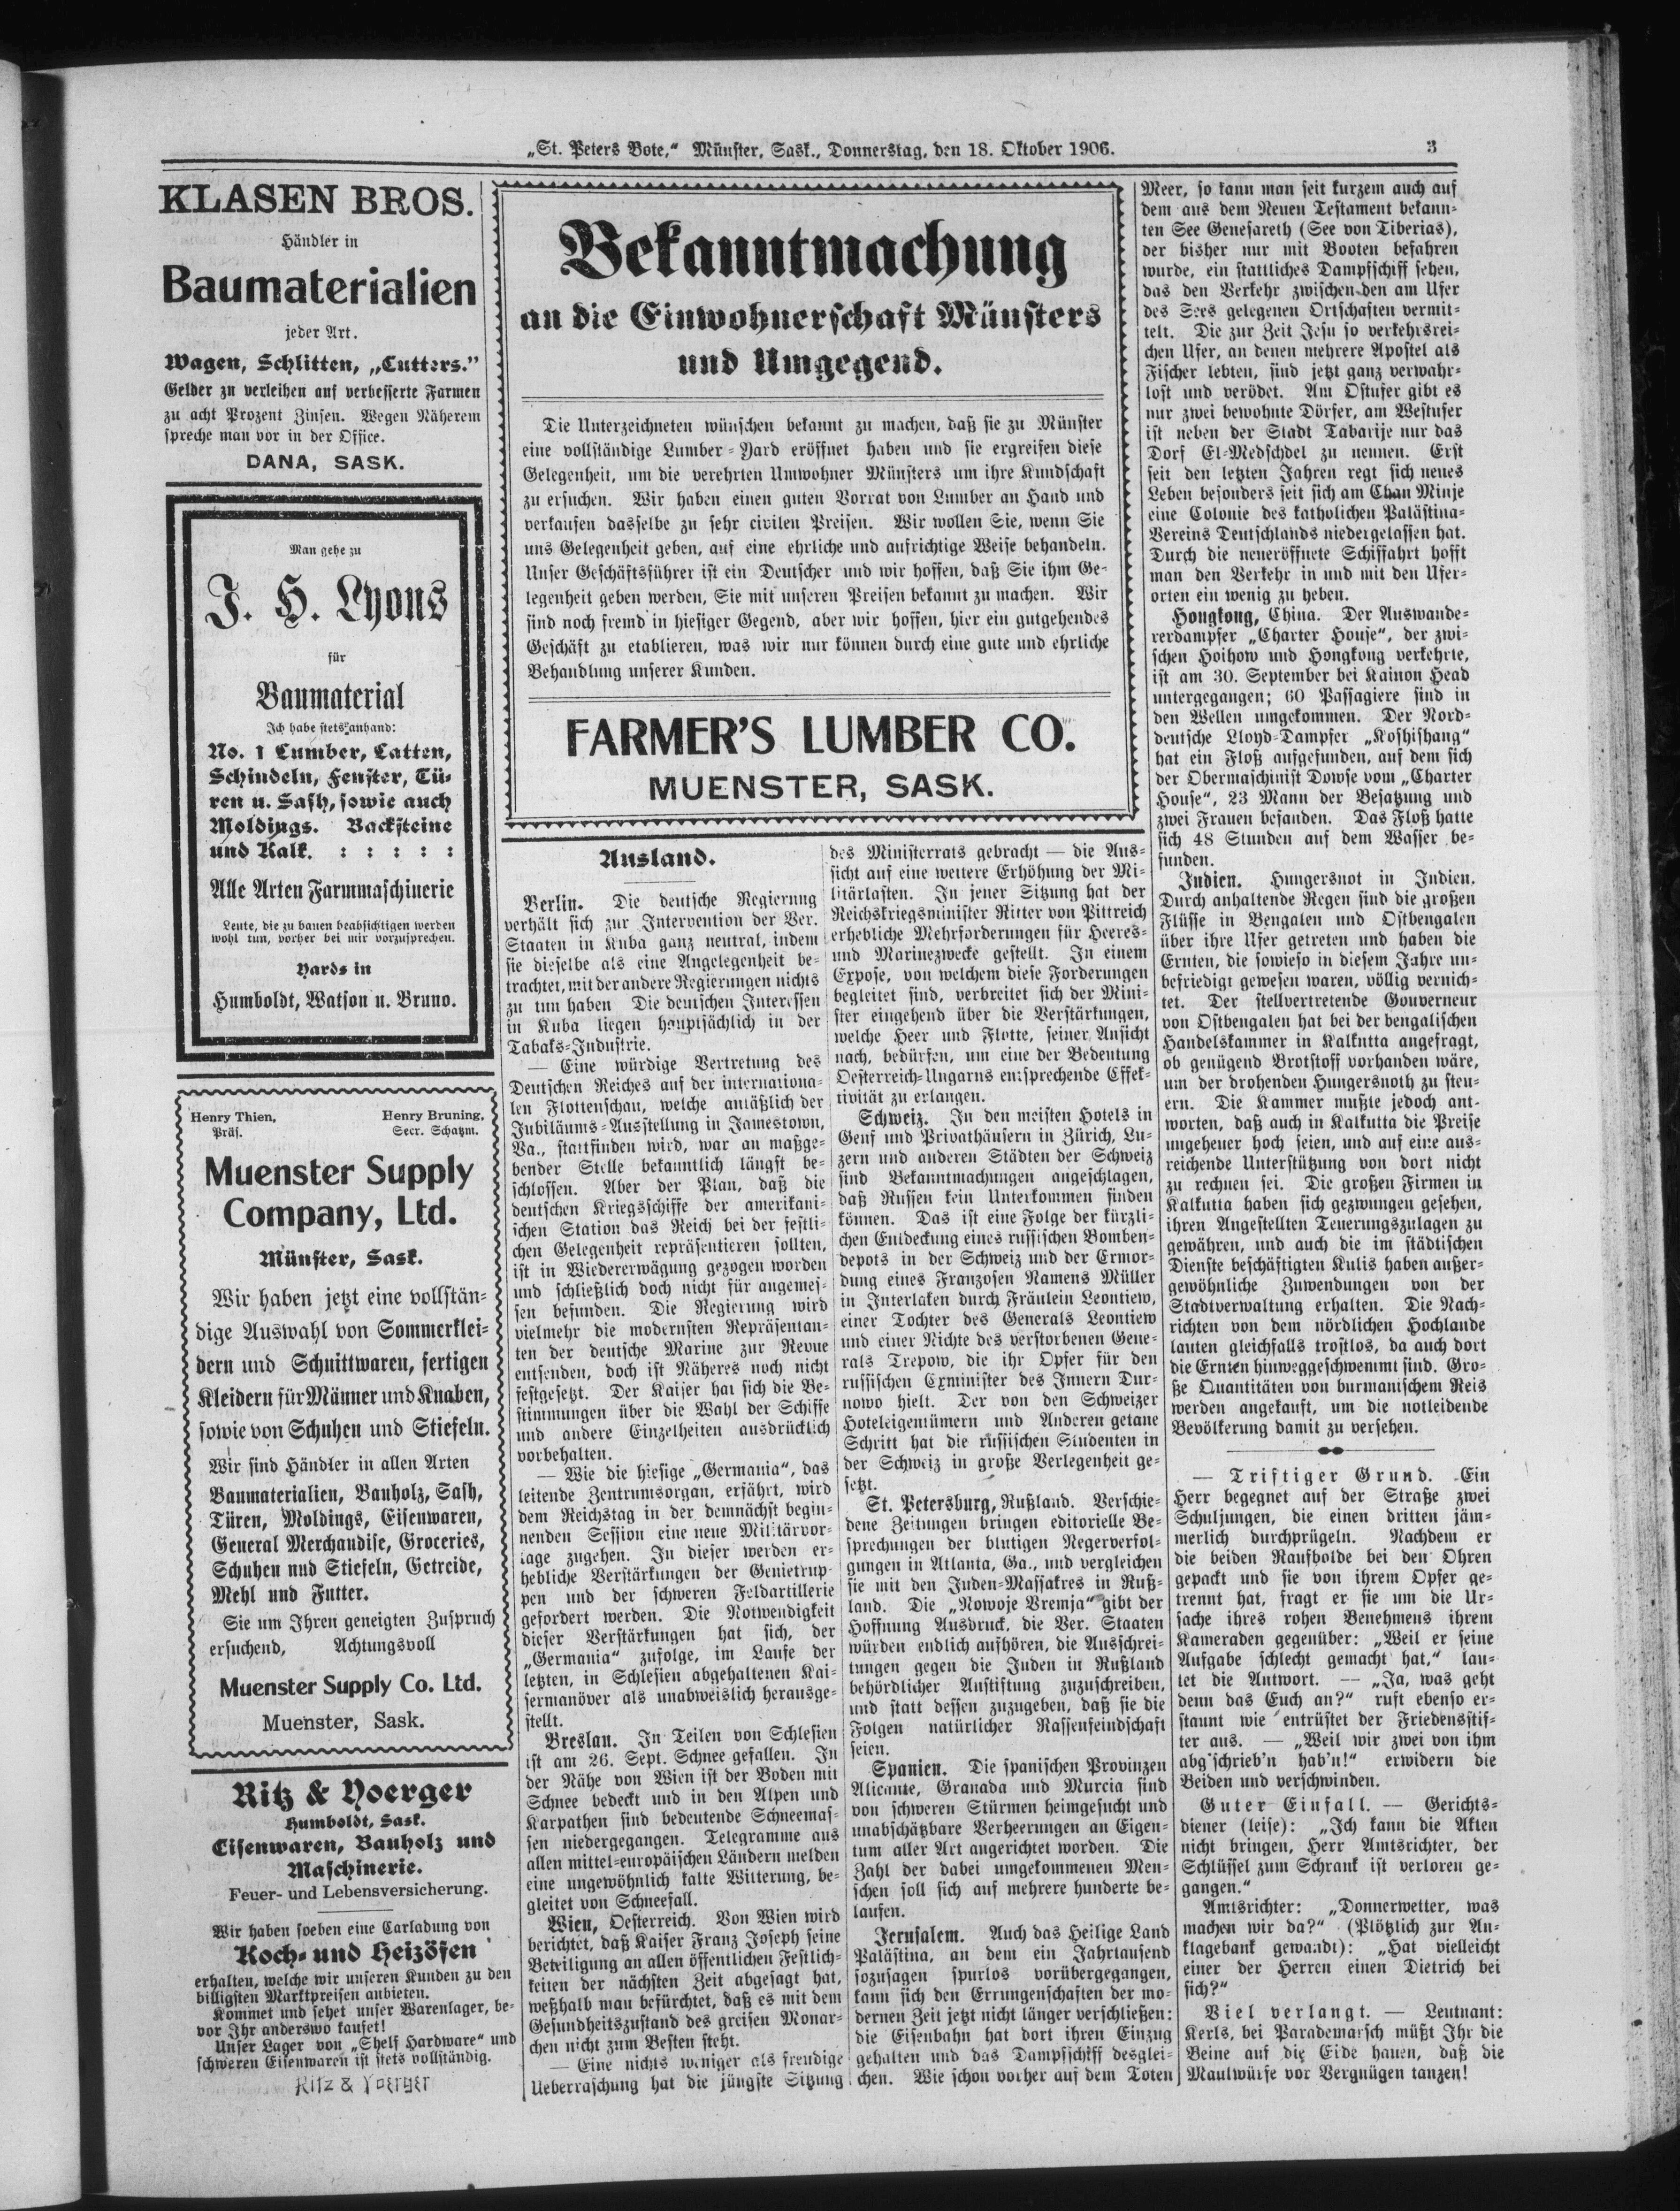 „St. Peters Bote,“ Münster, Sask., Donnerstag, den 18. Oktober 1906.
3
KLASEN BROS.
Händler in
Baumaterialien
jeder Art.
Wagen, Schlitten, „Cutters.”
Gelder zu verleihen auf verbesserte Farmen
zu acht Prozent Zinsen. Wegen Näherem
spreche man vor in der Office.
DANA, SASK.
Man gehe zu
J. H. Lyons
für
Baumaterial
Ich habe stets anhand:
No. 1 Lumber, Latten,
Schindeln, Fenster, Tü-
ren u. Sash, sowie auch
Moldings. Backsteine
und Kalk. : : : : :
Alle Arten Farmmaschinerie
Leute, die zu bauen beabsichtigen werden
wohl tun, vorher bei mir vorzusprechen.
Yards in
Humboldt, Watson u. Bruno.
Henry Thien,
Präs.
Henry Bruning,
Secr. Schatzm.
Muenster Supply
Company, Ltd.
Münster, Sask.
Wir haben jetzt eine vollstän-
dige Auswahl von Sommerklei-
dern und Schnittwaren, fertigen
Kleidern für Männer und Knaben,
sowie von Schuhen und Stiefeln.
Wir sind Händler in allen Arten
Baumaterialien, Bauholz, Sash,
Türen, Moldings, Eisenwaren,
General Merchandise, Groceries,
Schuhen und Stiefeln, Getreide,
Mehl und Futter.
Sie um Ihren geneigten Zuspruch
ersuchend, Achtungsvoll
Muenster Supply Co. Ltd.
Muenster, Sask.
Ritz & Yoerger
Humboldt, Sask.
Eisenwaren, Bauholz und
Maschinerie.
Feuer- und Lebensversicherung.
Wir haben soeben eine Carladung von
Koch- und Heizöfen
erhalten, welche wir unseren Kunden zu den
billigsten Marktpreisen anbieten.
Kommet und sehet unser Warenlager, be-
vor Ihr anderswo kaufet!
Unser Lager von „Shelf Hardware“ und
schweren Eisenwaren ist stets vollständig.
Ritz & Yoerger
Bekanntmachung
an die Einwohnerschaft Münsters
und Umgegend.
Die Unterzeichneten wünschen bekannt zu machen, daß sie zu Münster
eine vollständige Lumber-Yard eröffnet haben und sie ergreifen diese
Gelegenheit, um die verehrten Umwohner Münsters um ihre Kundschaft
zu ersuchen. Wir haben einen guten Vorrat von Lumber an Hand und
verkaufen dasselbe zu sehr civilen Preisen. Wir wollen Sie, wenn Sie
uns Gelegenheit geben, auf eine ehrliche und aufrichtige Weise behandeln.
Unser Geschäftsführer ist ein Deutscher und wir hoffen, daß Sie ihm Ge-
legenheit geben werden, Sie mit unseren Preisen bekannt zu machen. Wir
sind noch fremd in hiesiger Gegend, aber wir hoffen, hier ein gutgehendes
Geschäft zu etablieren, was wir nur können durch eine gute und ehrliche
Behandlung unserer Kunden.
FARMER'S LUMBER CO.
MUENSTER, SASK.
Ausland.
Berlin. Die deutsche Regierung
verhält sich zur Intervention der Ver.
Staaten in Kuba ganz neutral, indem
sie dieselbe als eine Angelegenheit be-
trachtet, mit der andere Regierungen nichts
zu tun haben Die deutschen Interessen
in Kuba liegen hauptsächlich in der
Tabaks-Industrie.
— Eine würdige Vertretung des
Deutschen Reiches auf der internationa-
len Flottenschau, welche anläßlich der
Jubiläums-Ausstellung in Jamestown,
Va., stattfinden wird, war an maßge-
bender Stelle bekanntlich längst be-
schlossen. Aber der Plan, daß die
deutschen Kriegsschiffe der amerikani-
schen Station das Reich bei der festli-
chen Gelegenheit repräsentieren sollten,
ist in Wiedererwägung gezogen worden
und schließlich doch nicht für angemes-
sen befunden. Die Regierung wird
vielmehr die modernsten Repräsentan-
ten der deutsche Marine zur Revue
entsenden, doch ist Näheres noch nicht
festgesetzt. Der Kaiser hat sich die Be-
stimmungen über die Wahl der Schiffe
und andere Einzelheiten ausdrücklich
vorbehalten.
— Wie die hiesige „Germania“, das
leitende Zentrumsorgan, erfährt, wird
dem Reichstag in der demnächst begin-
nenden Session eine neue Militärvor-
lage zugehen. In dieser werden er-
hebliche Verstärkungen der Genietrup-
pen und der schweren Feldartillerie
gefordert werden. Die Notwendigkeit
dieser Verstärkungen hat sich, der
„Germania“ zufolge, im Laufe der
letzten, in Schlesien abgehaltenen Kai-
sermanöver als unabweislich herausge-
stellt.
Breslau. In Teilen von Schlesien
ist am 26. Sept. Schnee gefallen. In
der Nähe von Wien ist der Boden mit
Schnee bedeckt und in den Alpen und
Karpathen sind bedeutende Schneemas-
sen niedergegangen. Telegramme aus
allen mittel-europäischen Ländern melden
eine ungewöhnlich kalte Witterung, be-
gleitet von Schneefall.
Wien, Oesterreich. Von Wien wird
berichtet, daß Kaiser Franz Joseph seine
Beteiligung an allen öffentlichen Festlich-
keiten der nächsten Zeit abgesagt hat,
weßhalb man befürchtet, daß es mit dem
Gesundheitszustand des greisen Monar-
chen nicht zum Besten steht.
— Eine nichts weniger als freudige
Ueberraschung hat die jüngste Sitzung
des Ministerrats gebracht — die Aus-
sicht auf eine weitere Erhöhung der Mi-
litärlasten. In jener Sitzung hat der
Reichskriegsminister Ritter von Pittreich
erhebliche Mehrforderungen für Heeres-
und Marinezwecke gestellt. In einem
Expose, von welchem diese Forderungen
begleitet sind, verbreitet sich der Mini-
ster eingehend über die Verstärkungen,
welche Heer und Flotte, seiner Ansicht
nach, bedürfen, um eine der Bedeutung
Oesterreich-Ungarns entsprechende Effek-
tivität zu erlangen.
Schweiz. In den meisten Hotels in
Genf und Privathäusern in Zürich, Lu-
zern und anderen Städten der Schweiz
sind Bekanntmachungen angeschlagen,
daß Russen kein Unterkommen finden
können. Das ist eine Folge der kürzli-
chen Entdeckung eines russischen Bomben-
depots in der Schweiz und der Ermor-
dung eines Franzosen Namens Müller
in Interlaken durch Fräulein Leontiew,
einer Tochter des Generals Leontiew
und einer Nichte des verstorbenen Gene-
rals Trepow, die ihr Opfer für den
russischen Exminister des Innern Dur-
nowo hielt. Der von den Schweizer
Hoteleigentümern und Anderen getane
Schritt hat die russischen Studenten in
der Schweiz in große Verlegenheit ge-
setzt.
St. Petersburg, Rußland. Verschie-
dene Zeitungen bringen editorielle Be-
sprechungen der blutigen Negerverfol-
gungen in Atlanta, Ga., und vergleichen
sie mit den Juden-Massakres in Ruß-
land. Die „Nowoje Vremja“ gibt der
Hoffnung Ausdruck, die Ver. Staaten
würden endlich aufhören, die Ausschrei-
tungen gegen die Juden in Rußland
behördlicher Anstiftung zuzuschreiben,
und statt dessen zuzugeben, daß sie die
Folgen natürlicher Rassenfeindschaft
seien.
Spanien. Die spanischen Provinzen
Alicante, Granada und Murcia sind
von schweren Stürmen heimgesucht und
unabschätzbare Verheerungen an Eigen-
tum aller Art angerichtet worden. Die
Zahl der dabei umgekommenen Men-
schen soll sich auf mehrere hunderte be-
laufen.
Jerusalem. Auch das Heilige Land
Palästina, an dem ein Jahrtausend
sozusagen spurlos vorübergegangen,
kann sich den Errungenschaften der mo-
dernen Zeit jetzt nicht länger verschließen:
die Eisenbahn hat dort ihren Einzug
gehalten und das Dampfschiff desglei-
chen. Wie schon vorher auf dem Toten
Meer, so kann man seit kurzem auch auf
dem aus dem Neuen Testament bekann-
ten See Genesareth (See von Tiberias),
der bisher nur mit Booten befahren
wurde, ein stattliches Dampfschiff sehen,
das den Verkehr zwischen den am Ufer
des Sees gelegenen Ortschaften vermit-
telt. Die zur Zeit Jesu so verkehrsrei-
chen Ufer, an denen mehrere Apostel als
Fischer lebten, sind jetzt ganz verwahr-
lost und verödet. Am Ostufer gibt es
nur zwei bewohnte Dörfer, am Westufer
ist neben der Stadt Tabarije nur das
Dorf El-Medschdel zu nennen. Erst
seit den letzten Jahren regt sich neues
Leben besonders seit sich am Chan Minje
eine Colonie des katholichen Palästina-
Vereins Deutschlands niedergelassen hat.
Durch die neueröffnete Schiffahrt hofft
man den Verkehr in und mit den Ufer-
orten ein wenig zu heben.
Hongkong, China. Der Auswande-
rerdampfer „Charter House“, der zwi-
schen Hoihow und Hongkong verkehrte,
ist am 30. September bei Kainon Head
untergegangen; 60 Passagiere sind in
den Wellen umgekommen. Der Nord-
deutsche Lloyd-Dampfer „Koshishang“
hat ein Floß aufgefunden, auf dem sich
der Obermaschinist Dowse vom „Charter
House“, 23 Mann der Besatzung und
zwei Frauen befanden. Das Floß hatte
sich 48 Stunden auf dem Wasser be-
funden.
Indien. Hungersnot in Indien.
Durch anhaltende Regen sind die großen
Flüsse in Bengalen und Ostbengalen
über ihre Ufer getreten und haben die
Ernten, die sowieso in diesem Jahre un-
befriedigt gewesen waren, völlig vernich-
tet. Der stellvertretende Gouverneur
von Ostbengalen hat bei der bengalischen
Handelskammer in Kalkutta angefragt,
ob genügend Brotstoff vorhanden wäre,
um der drohenden Hungersnoth zu steu-
ern. Die Kammer mußte jedoch ant-
worten, daß auch in Kalkutta die Preise
ungeheuer hoch seien, und auf eine aus-
reichende Unterstützung von dort nicht
zu rechnen sei. Die großen Firmen in
Kalkutta haben sich gezwungen gesehen,
ihren Angestellten Teuerungszulagen zu
gewähren, und auch die im städtischen
Dienste beschäftigten Kulis haben außer-
gewöhnliche Zuwendungen von der
Stadtverwaltung erhalten. Die Nach-
richten von dem nördlichen Hochlande
lauten gleichfalls trostlos, da auch dort
die Ernten hinweggeschwemmt sind. Gro-
ße Quantitäten von burmanischem Reis
werden angekauft, um die notleidende
Bevölkerung damit zu versehen.
— Triftiger Grund. Ein
Herr begegnet auf der Straße zwei
Schuljungen, die einen dritten jäm-
merlich durchprügeln. Nachdem er
die beiden Raufbolde bei den Ohren
gepackt und sie von ihrem Opfer ge-
trennt hat, fragt er sie um die Ur-
sache ihres rohen Benehmens ihrem
Kameraden gegenüber: „Weil er seine
Aufgabe schlecht gemacht hat,“ lau-
tet die Antwort. — „Ja, was geht
denn das Euch an?“ ruft ebenso er-
staunt wie entrüstet der Friedensstif-
ter aus. — „Weil wir zwei von ihm
abg'schrieb'n hab'n!“ erwidern die
Beiden und verschwinden.
Guter Einfall. — Gerichts-
diener (leise): „Ich kann die Akten
nicht bringen, Herr Amtsrichter, der
Schlüssel zum Schrank ist verloren ge-
gangen.“
Amtsrichter: „Donnerwetter, was
machen wir da?“ (Plötzlich zur An-
klagebank gewandt): „Hat vielleicht
einer der Herren einen Dietrich bei
sich?“
Viel verlangt. — Leutnant:
Kerls, bei Parademarsch müßt Ihr die
Beine auf die Erde hauen, daß die
Maulwürfe vor Vergnügen tanzen!